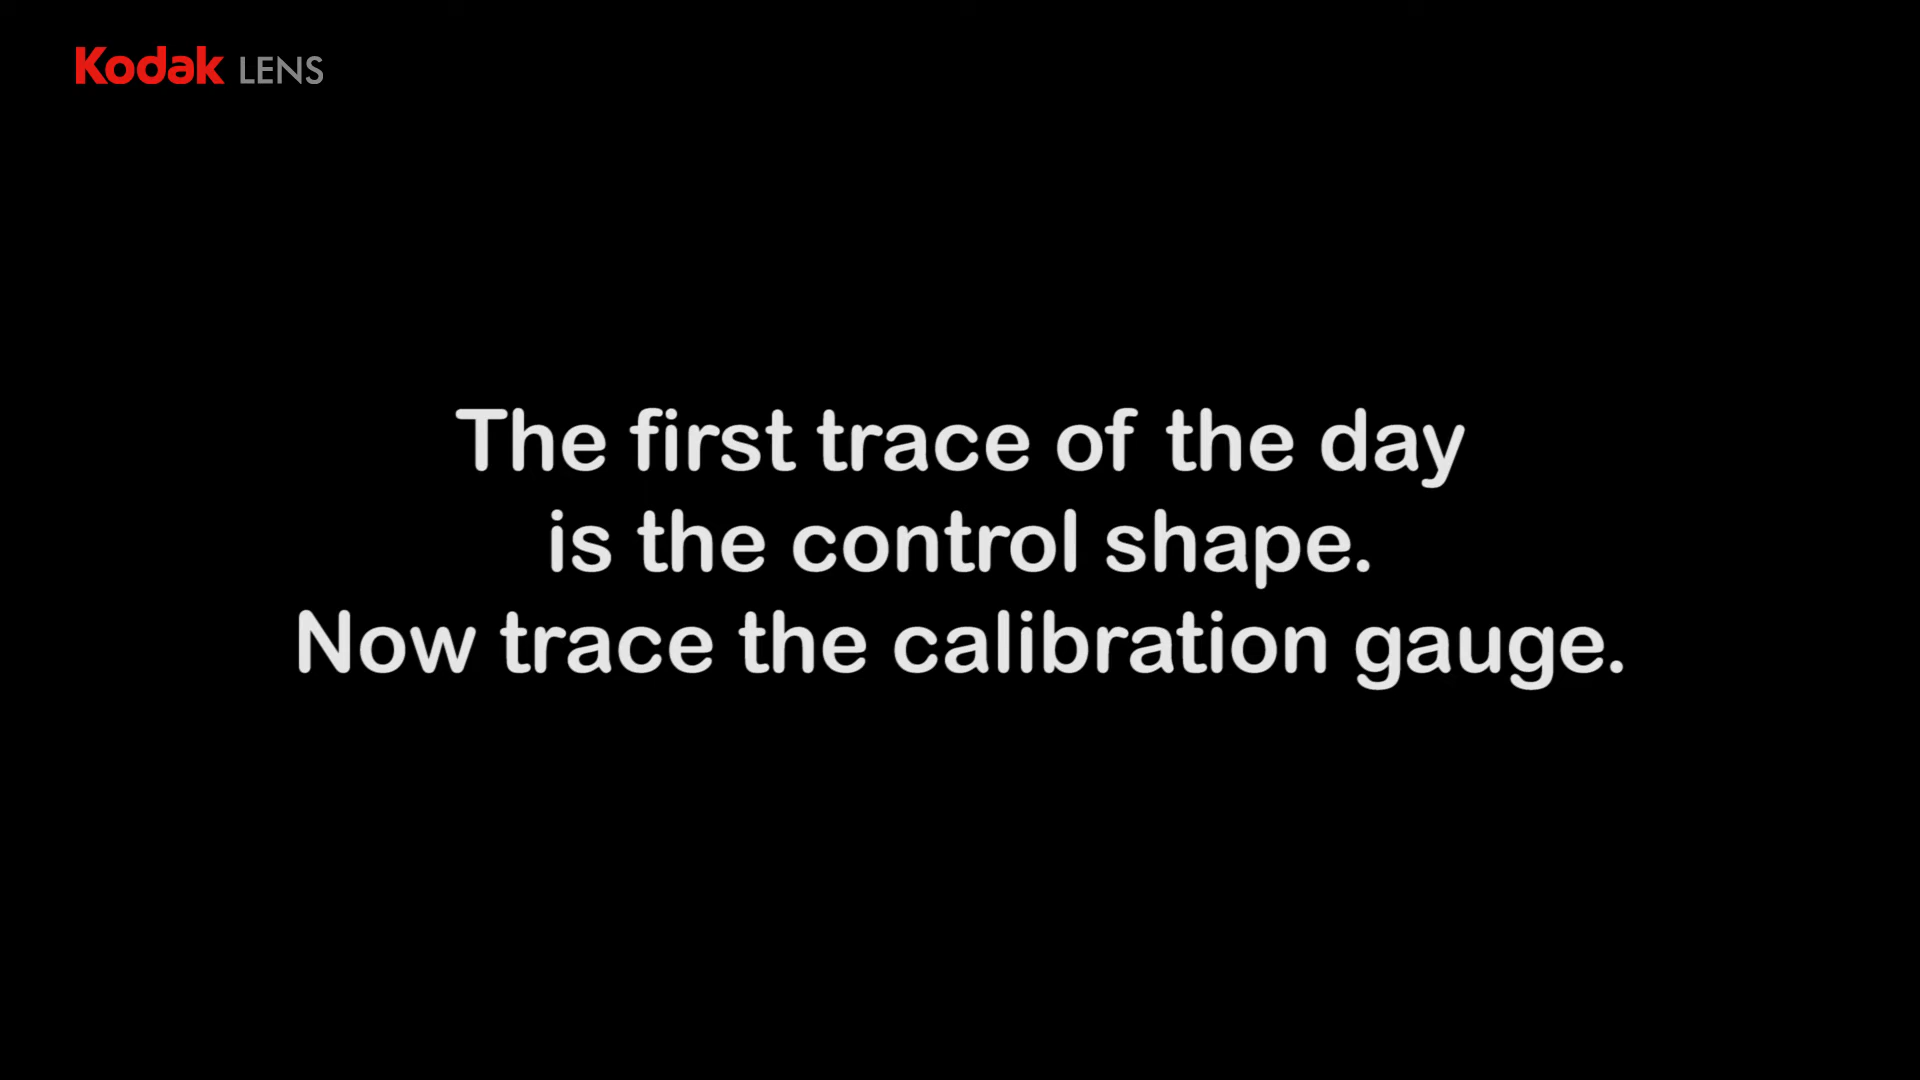 Kodak LENS
The first trace of the day
is the control shape.
Now trace the calibration gauge.